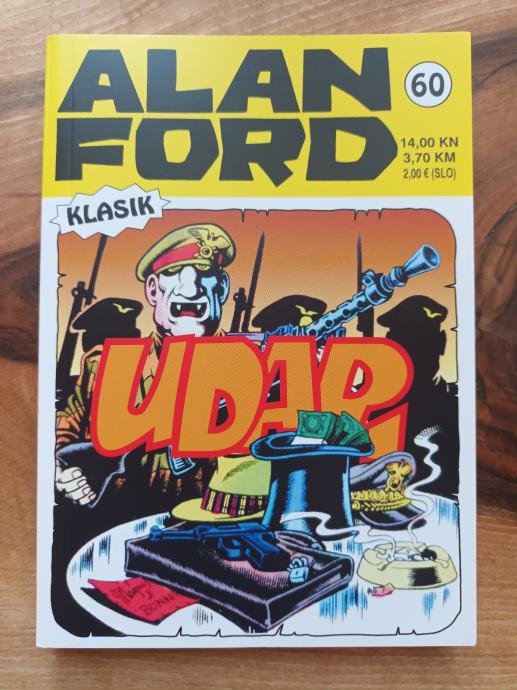 ALAN
FORD
60
14,00 KN
3,70 KM
2,00 € (SLO)
KLASIK
UDAR